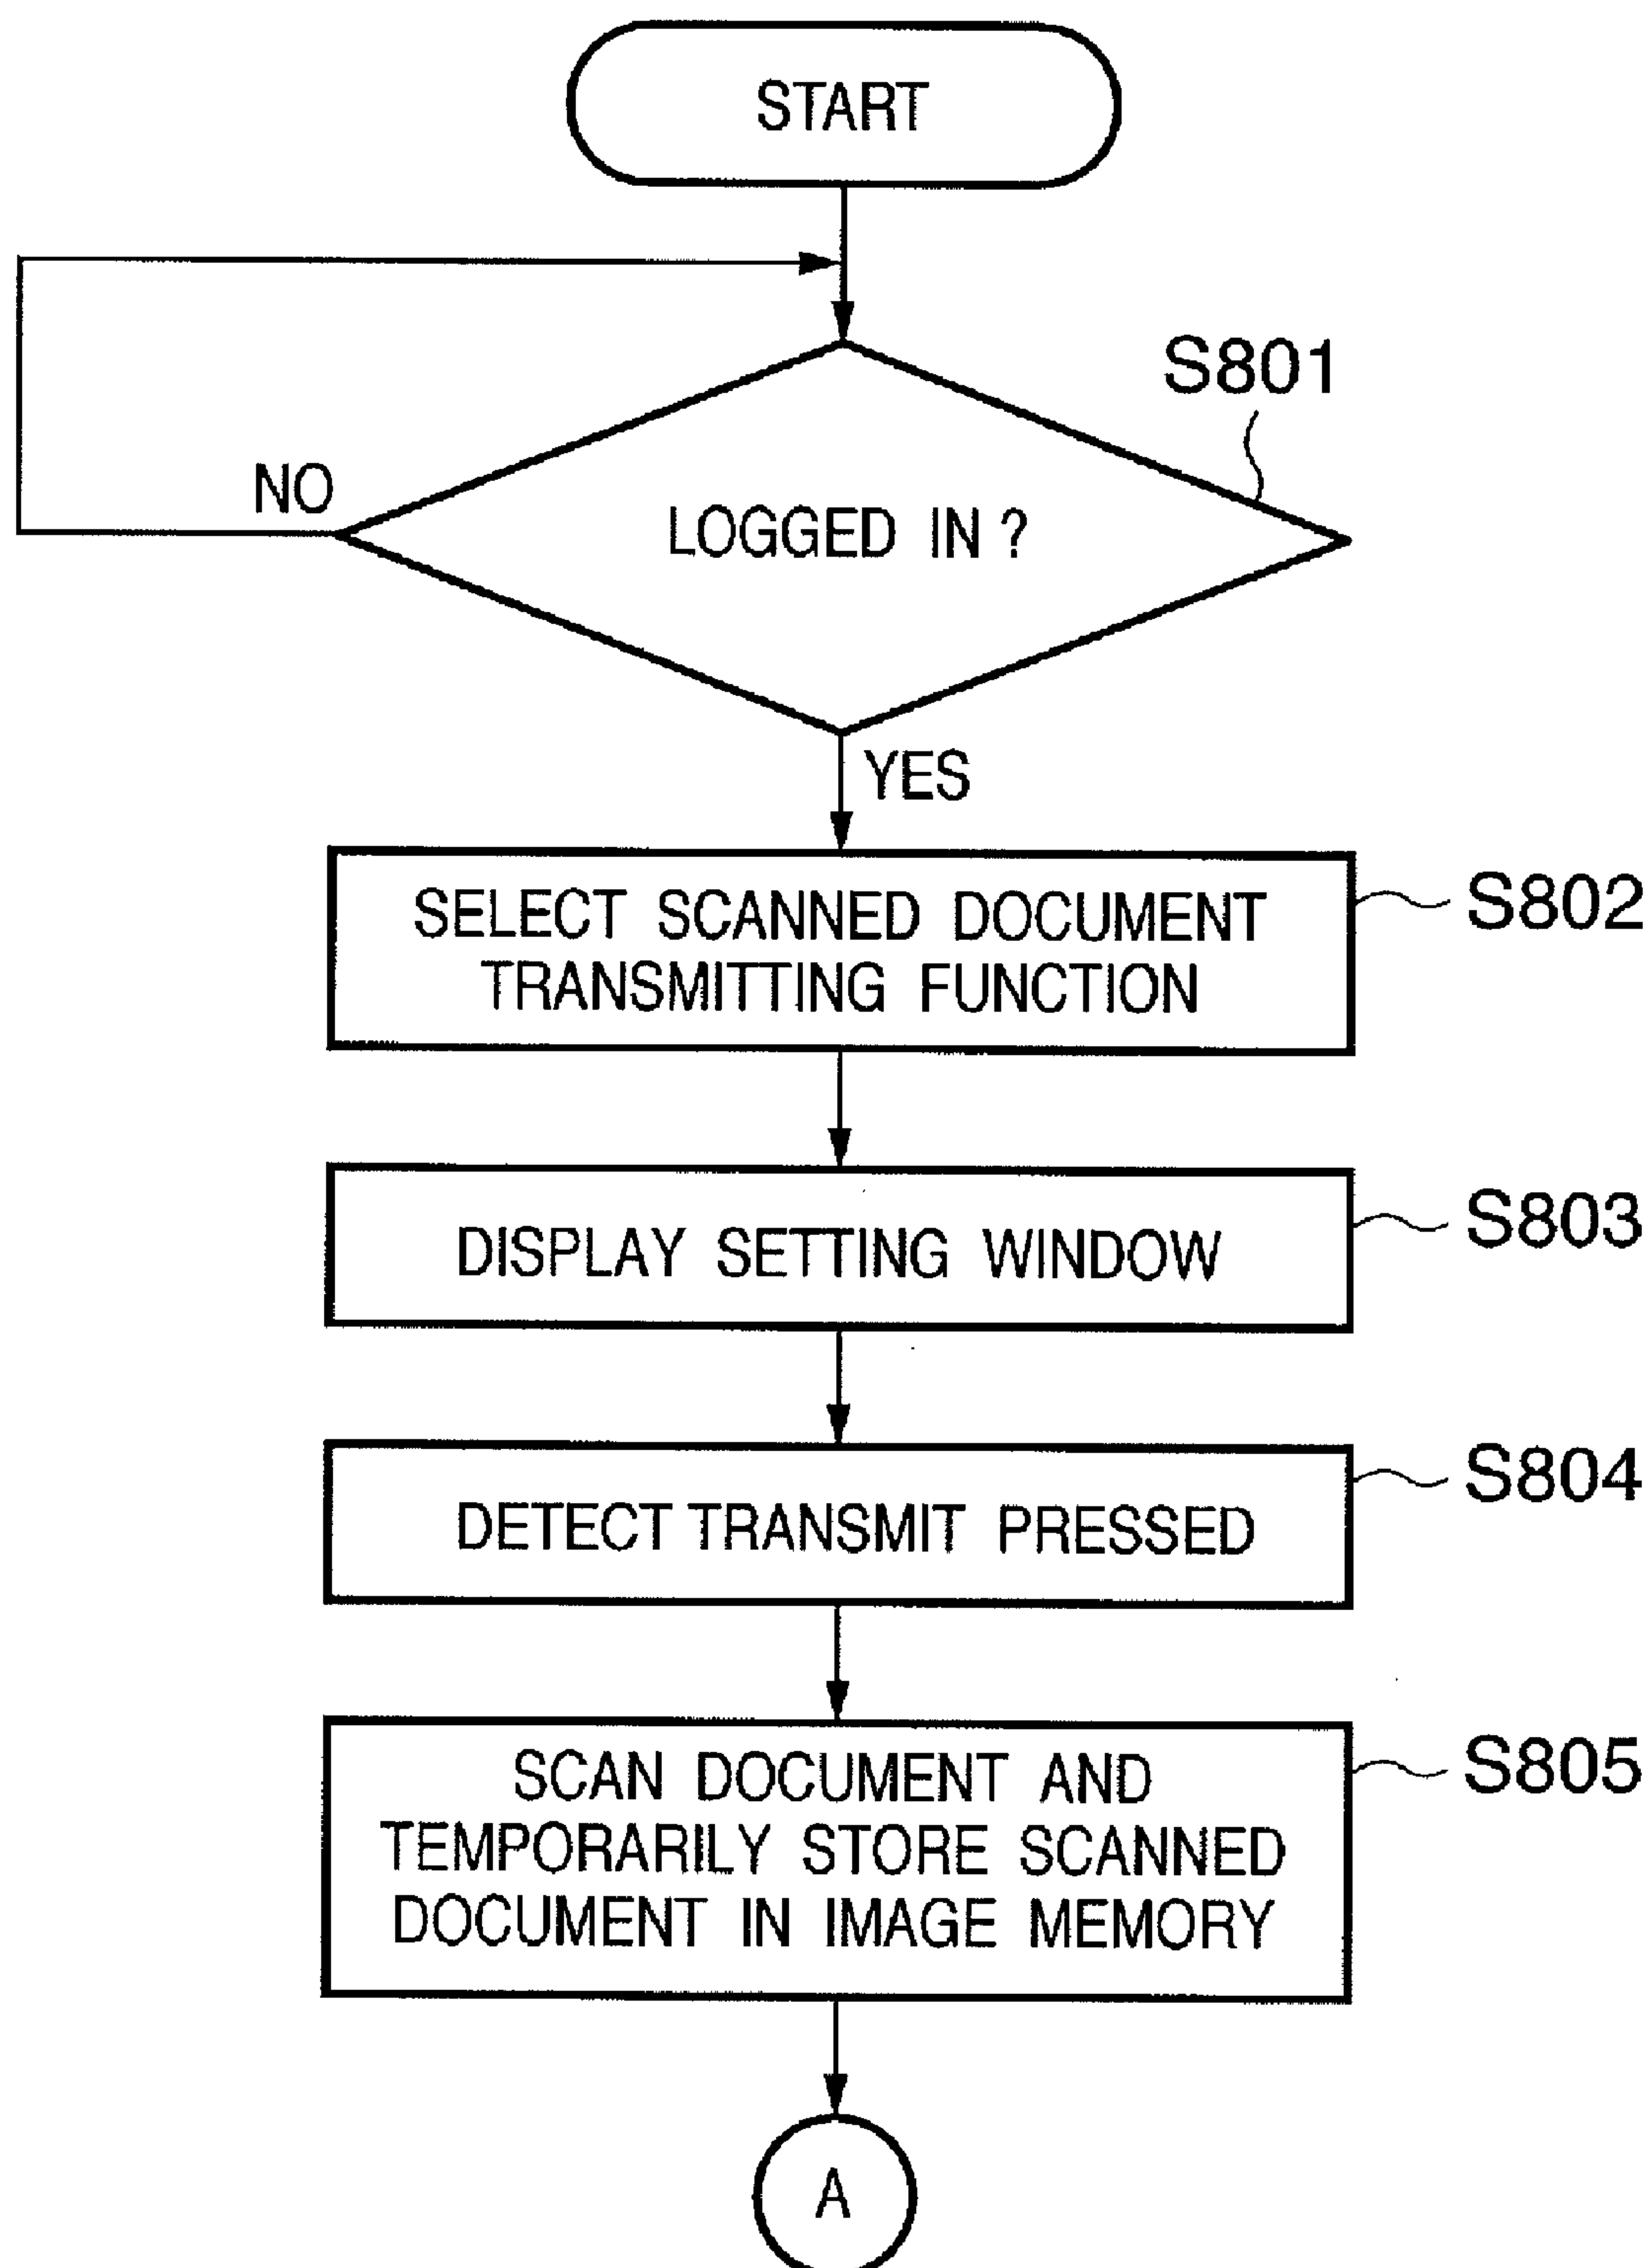 START
S801
NO
LOGGED IN ?
YES
SELECT SCANNED DOCUMENT
TRANSMITTING FUNCTION
S802
DISPLAY SETTING WINDOW
S803
DETECT TRANSMIT PRESSED
S804
SCAN DOCUMENT AND
TEMPORARILY STORE SCANNED
DOCUMENT IN IMAGE MEMORY
S805
A